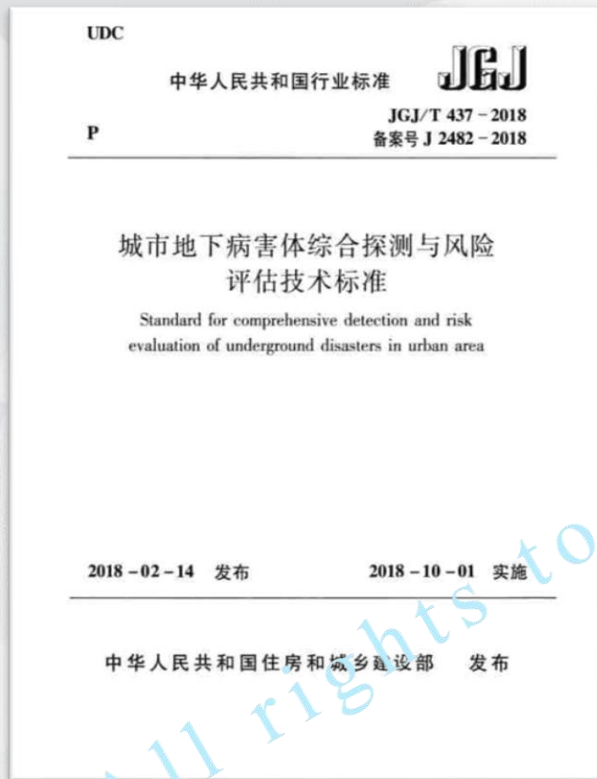 UDC
中华人民共和国行业标准
JGJ
JGJ/T 437-2018
P
备案号 J 2482-2018
城市地下病害体综合探测与风险
评估技术标准
Standard for comprehensive detection and risk
evaluation of underground disasters in urban area
2018-02-14 发布
2018-10-01 实施
中华人民共和国住房和城乡建设部 发布
All rights to